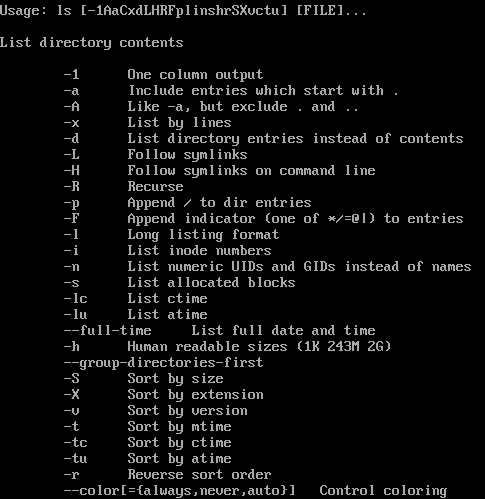 Usage: ls [-1AaCxdLHRFplinshrSXvctu] [FILE]...
List directory contents
-1 One column output
-a Include entries which start with .
-A Like -a, but exclude . and ..
-x List by lines
-d List directory entries instead of contents
-L Follow symlinks
-H Follow symlinks on command line
-R Recurse
-p Append / to dir entries
-F Append indicator (one of */=@|) to entries
-l Long listing format
-i List inode numbers
-n List numeric UIDs and GIDs instead of names
-s List allocated blocks
-lc List ctime
-lu List atime
--full-time List full date and time
-h Human readable sizes (1K 243M 2G)
--group-directories-first
-S Sort by size
-X Sort by extension
-v Sort by version
-t Sort by mtime
-tc Sort by ctime
-tu Sort by atime
-r Reverse sort order
--color[={always,never,auto}] Control coloring